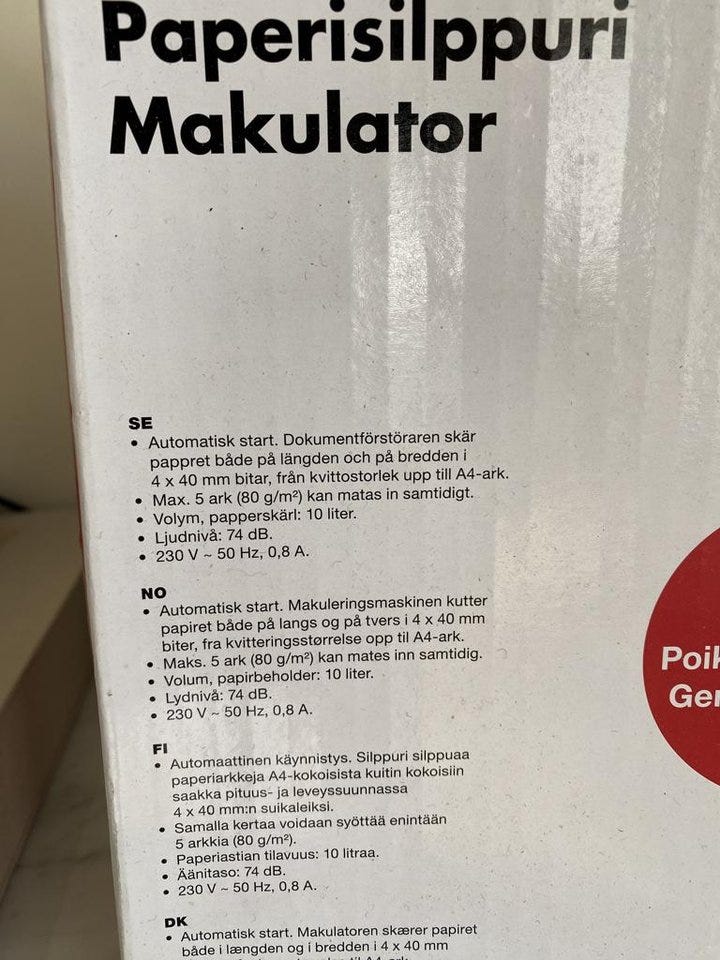 Paperisilppuri
Makulator
SE
• Automatisk start. Dokumentförstöraren skär
pappret både på längden och på bredden i
4 x 40 mm bitar, från kvittostorlek upp till A4-ark.
• Max. 5 ark (80 g/m²) kan matas in samtidigt.
• Volym, papperskärl: 10 liter.
• Ljudnivå: 74 dB.
• 230 V ~ 50 Hz, 0,8 A.
NO
• Automatisk start. Makuleringsmaskinen kutter
papiret både på langs og på tvers i 4 x 40 mm
biter, fra kvitteringsstørrelse opp til A4-ark.
• Maks. 5 ark (80 g/m²) kan mates inn samtidig.
• Volum, papirbeholder: 10 liter.
• Lydnivå: 74 dB.
• 230 V ~ 50 Hz, 0,8 A.
FI
• Automaattinen käynnistys. Silppuri silppuaa
paperiarkkeja A4-kokoisista kuitin kokoisiin
saakka pituus- ja leveyssuunnassa
4 x 40 mm:n suikaleiksi.
• Samalla kertaa voidaan syöttää enintään
5 arkkia (80 g/m²).
• Paperiastian tilavuus: 10 litraa.
• Äänitaso: 74 dB.
• 230 V ~ 50 Hz, 0,8 A.
DK
• Automatisk start. Makulatoren skærer papiret
både i længden og i bredden i 4 x 40 mm